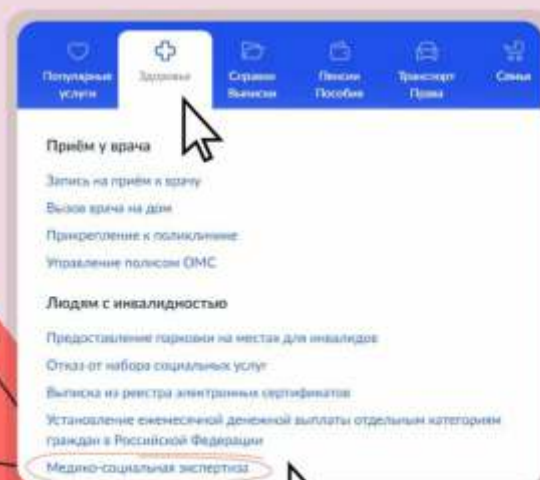 Популярные услуги
Здоровье
Справки Выписки
Пенсии Пособия
Транспорт Права
Семья
Приём у врача
Запись на приём к врачу
Вызов врача на дом
Прикрепление к поликлинике
Управление полисом ОМС
Людям с инвалидностью
Предоставление парковки на местах для инвалидов
Отказ от набора социальных услуг
Выписка из реестра электронных сертификатов
Установление ежемесячной денежной выплаты отдельным категориям
граждан в Российской Федерации
Медико-социальная экспертиза